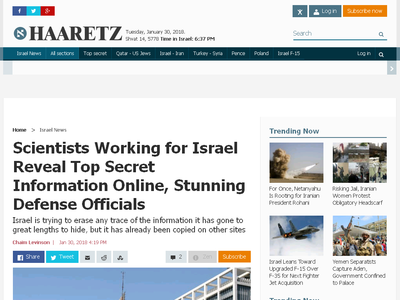 Subscribe
Log in
HAARETZ
Tuesday, January 30, 2018.
Shvat 14, 5778 Time in Israel: 6:37 PM
Search
Israel News
All sections
Top secret
Qatar - US Jews
Israel - Iran
Turkey - Syria
Pence
Poland
Israel F-15
Log in
Home > Israel News
Scientists Working for Israel
Reveal Top Secret
Information Online, Stunning
Defense Officials
Israel is trying to erase any trace of the information it has gone to
great lengths to hide, but it has already been copied on other sites
Chaim Levinson | Jan 30, 2018 4:19 PM
Share
Tweet
2
Zen
Subscribe
Trending Now
For Once, Netanyahu
Is Rooting for Iranian
President Rohani
Risking Jail, Iranian
Women Protest
Obligatory Headscarf
Israel Leans Toward
Upgraded F-15 Over
F-35 for Next Fighter
Jet Acquisition
Yemen Separatists
Capture Aden,
Government Confined to
Palace